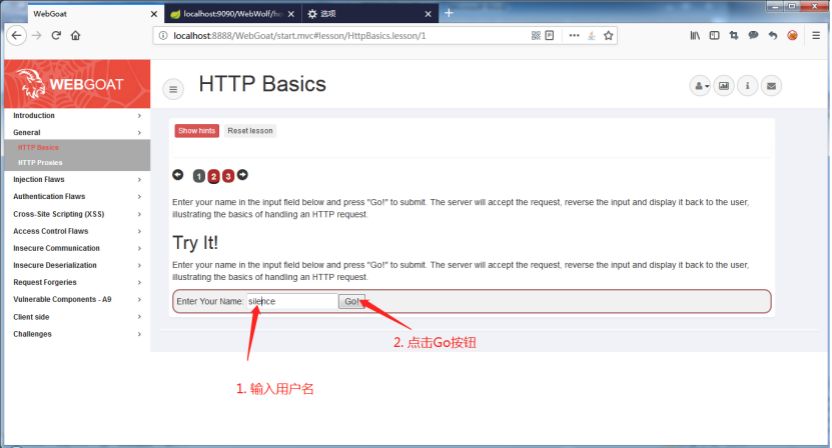 WebGoat
localhost:9090/WebWolf/ho
选项
localhost:8888/WebGoat/start.mvc#lesson/HttpBasics.lesson/1
WEBGOAT
HTTP Basics
Introduction
General
HTTP Basics
HTTP Proxies
Injection Flaws
Authentication Flaws
Cross-Site Scripting (XSS)
Access Control Flaws
Insecure Communication
Insecure Deserialization
Request Forgeries
Vulnerable Components - A9
Client side
Challenges
Show hints Reset lesson
1 2 3
Enter your name in the input field below and press "Go!" to submit. The server will accept the request, reverse the input and display it back to the user,
illustrating the basics of handling an HTTP request.
Try It!
Enter your name in the input field below and press "Go!" to submit. The server will accept the request, reverse the input and display it back to the user,
illustrating the basics of handling an HTTP request.
Enter Your Name: silence Go!
2. 点击Go按钮
1. 输入用户名